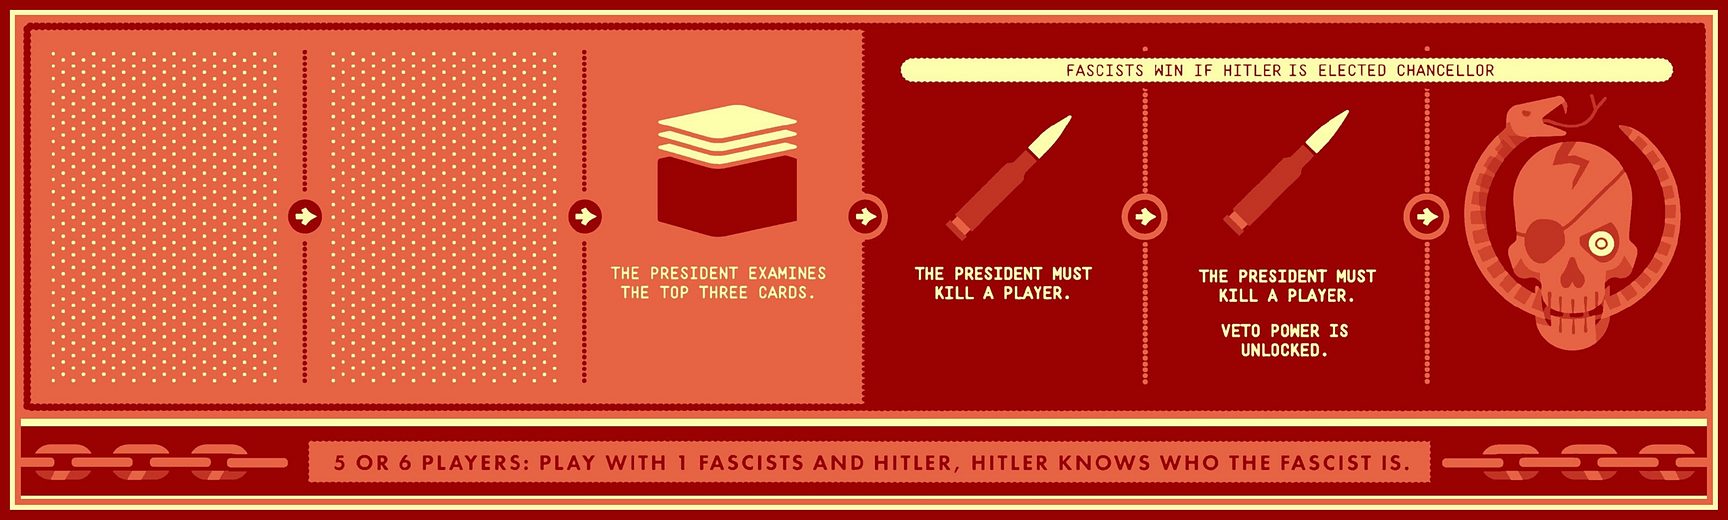 FASCISTS WIN IF HITLER IS ELECTED CHANCELLOR
THE PRESIDENT EXAMINES
THE TOP THREE CARDS.
THE PRESIDENT MUST
KILL A PLAYER.
THE PRESIDENT MUST
KILL A PLAYER.
VETO POWER IS
UNLOCKED.
5 OR 6 PLAYERS: PLAY WITH 1 FASCISTS AND HITLER, HITLER KNOWS WHO THE FASCIST IS.